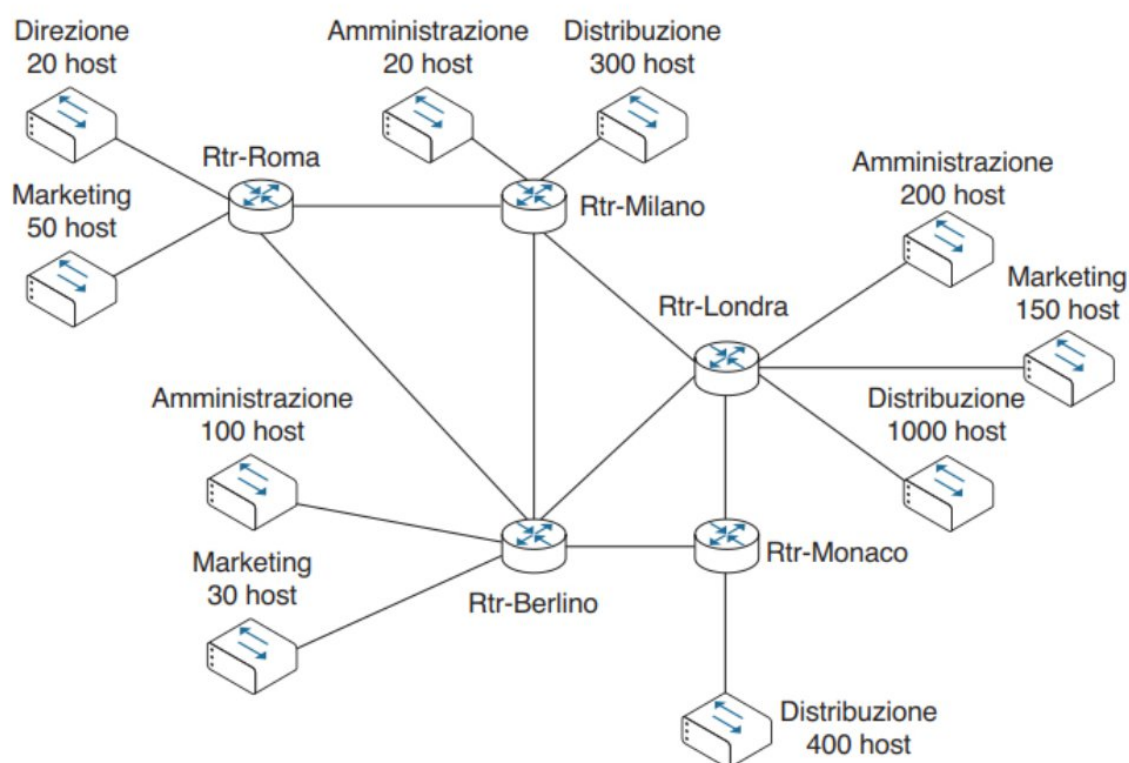 Direzione
20 host
Amministrazione
20 host
Distribuzione
300 host
Rtr-Roma
Marketing
50 host
Rtr-Milano
Amministrazione
200 host
Marketing
150 host
Rtr-Londra
Distribuzione
1000 host
Amministrazione
100 host
Marketing
30 host
Rtr-Berlino
Rtr-Monaco
Distribuzione
400 host